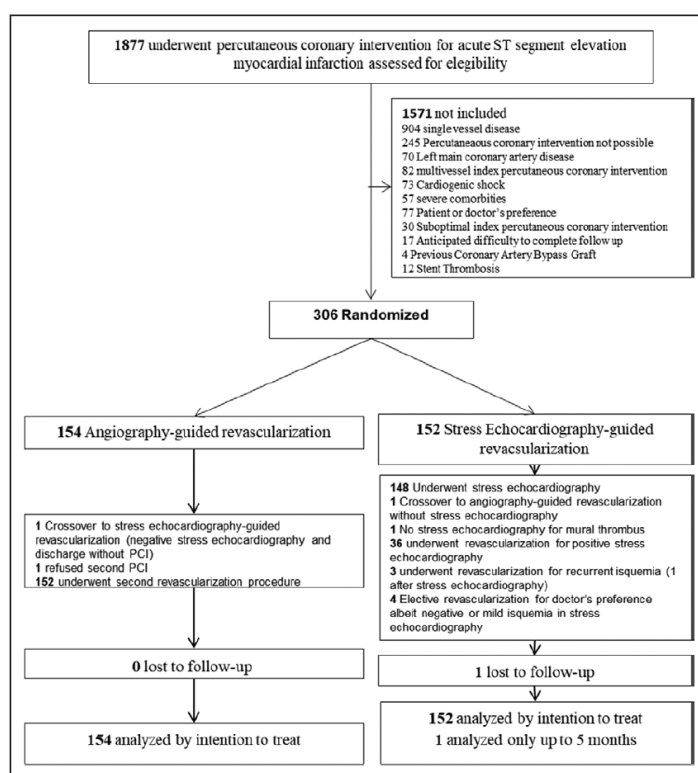 1877 underwent percutaneous coronary intervention for acute ST segment elevation
myocardial infarction assessed for elegibility
1571 not included
904 single vessel disease
245 Percutaneaous coronary intervention not possible
70 Left main coronary artery disease
82 multivessel index percutaneous coronary intervention
73 Cardiogenic shock
57 severe comorbities
77 Patient or doctor's preference
30 Suboptimal index percutaneous coronary intervention
17 Anticipated difficulty to complete follow up
4 Previous Coronary Artery Bypass Graft
12 Stent Thrombosis
306 Randomized
154 Angiography-guided revascularization
1 Crossover to stress echocardiography-guided
revascularization (negative stress echocardiography and
discharge without PCI)
1 refused second PCI
152 underwent second revascularization procedure
0 lost to follow-up
154 analyzed by intention to treat
152 Stress Echocardiography-guided
revacsularization
148 Underwent stress echocardiography
1 Crossover to angiography-guided revascularization
without stress echocardiography
1 No stress echocardiography for mural thrombus
36 underwent revascularization for positive stress
echocardiography
3 underwent revascularization for recurrent isquemia (1
after stress echocardiography)
4 Elective revascularization for doctor's preference
albeit negative or mild isquemia in stress
echocardiography
1 lost to follow-up
152 analyzed by intention to treat
1 analyzed only up to 5 months